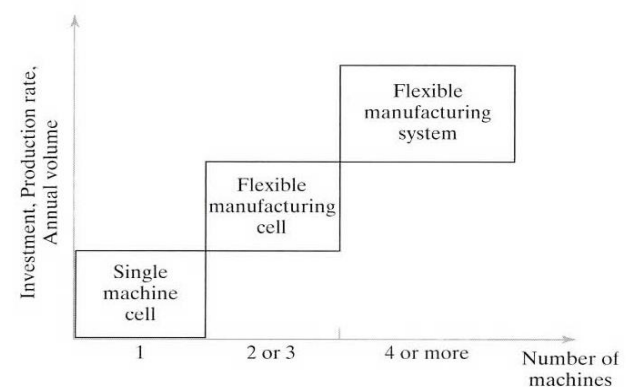 Investment, Production rate,
Annual volume
Flexible
manufacturing
system
Flexible
manufacturing
cell
Single
machine
cell
1
2 or 3
4 or more
Number of
machines